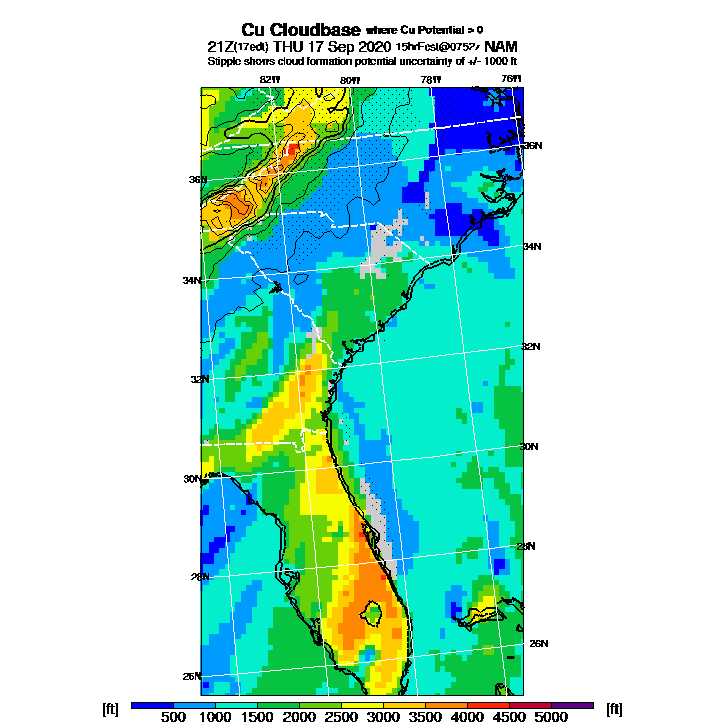 Cu Cloudbase where Cu Potential > 0
21Z(17edt) THU 17 Sep 2020 15hrFcst@0752z NAM
Stipple shows cloud formation potential uncertainty of +/- 1000 ft
82W 80W 78W 76W
36N
36N
34N
34N
32N
32N
30N
30N
28N
28N
26N
26N
[ft] [ft]
500 1000 1500 2000 2500 3000 3500 4000 4500 5000